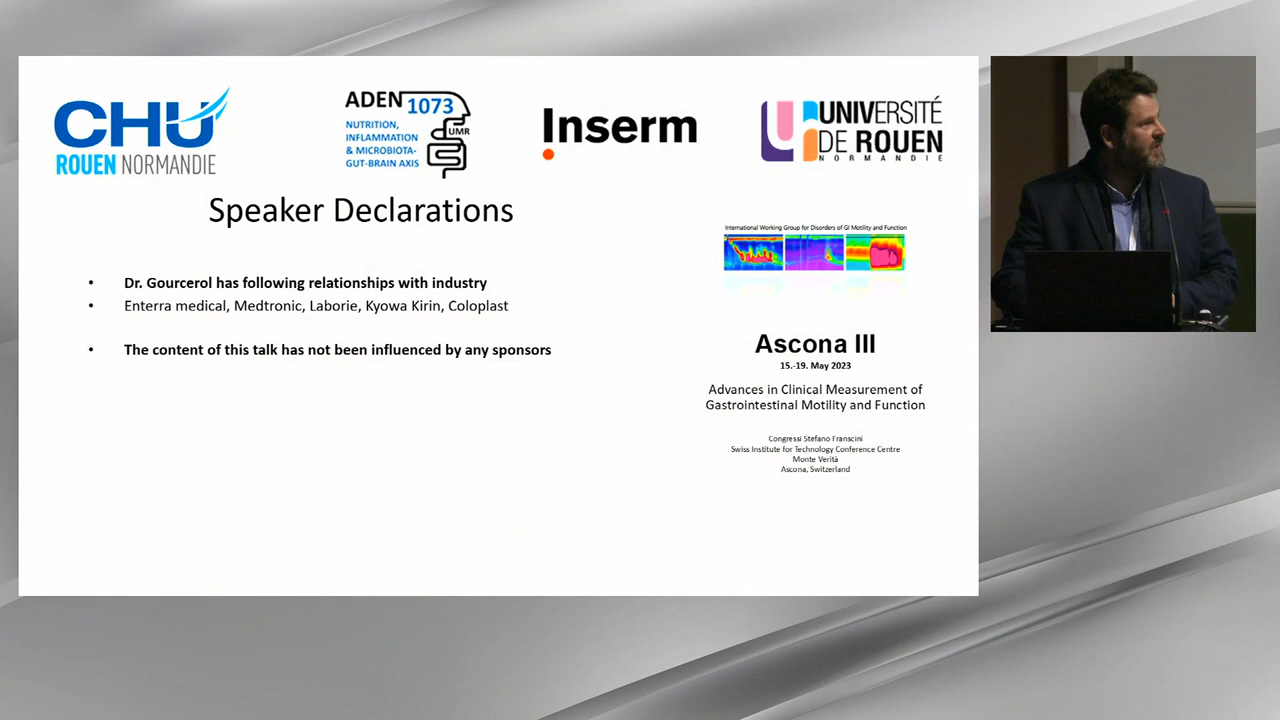 CHU
ROUEN NORMANDIE
ADEN 1073
NUTRITION,
INFLAMMATION
& MICROBIOTA-
GUT-BRAIN AXIS
UMR
Inserm
UNIVERSITÉ
DE ROUEN
NORMANDIE
Speaker Declarations
• Dr. Gourcerol has following relationships with industry
• Enterra medical, Medtronic, Laborie, Kyowa Kirin, Coloplast
• The content of this talk has not been influenced by any sponsors
International Working Group for Disorders of GI Motility and Function
Ascona III
15.-19. May 2023
Advances in Clinical Measurement of
Gastrointestinal Motility and Function
Congressi Stefano Franscini
Swiss Institute for Technology Conference Centre
Monte Verità
Ascona, Switzerland